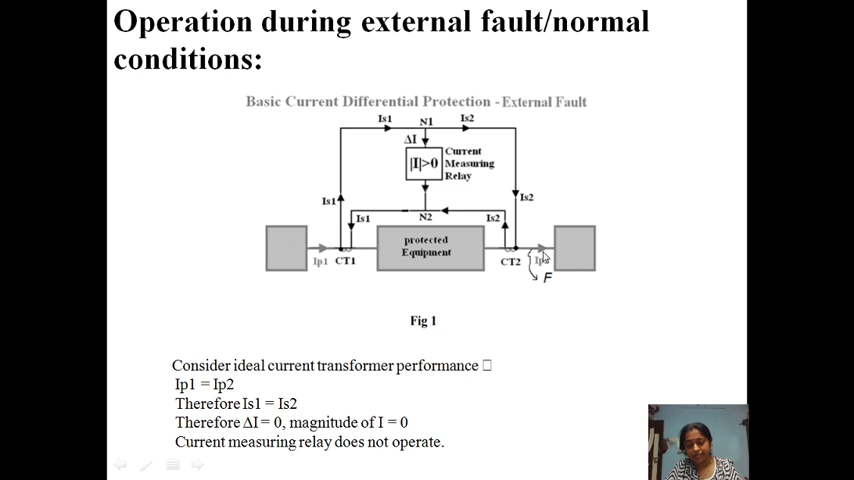 Operation during external fault/normal
conditions:
Basic Current Differential Protection - External Fault
Is1 N1 Is2
ΔI
|I|>0 Current
Measuring
Relay
Is1 Is2
Is1 N2 Is2
protected
Equipment
Ip1 CT1 CT2
F
Fig 1
Consider ideal current transformer performance
Ip1 = Ip2
Therefore Is1 = Is2
Therefore ΔI = 0, magnitude of I = 0
Current measuring relay does not operate.